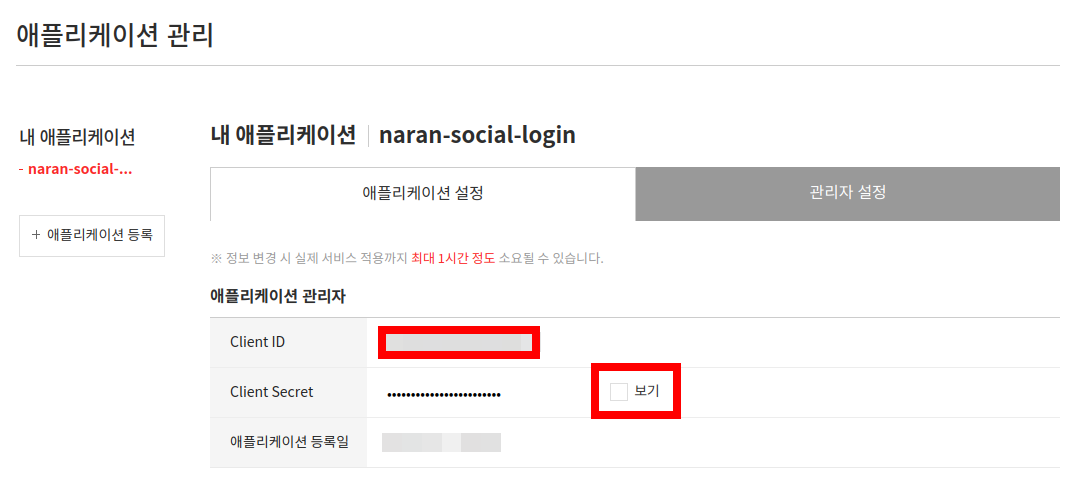 애플리케이션 관리
내 애플리케이션
- naran-social-...
+ 애플리케이션 등록
내 애플리케이션 | naran-social-login
애플리케이션 설정
관리자 설정
※ 정보 변경 시 실제 서비스 적용까지 최대 1시간 정도 소요될 수 있습니다.
애플리케이션 관리자
Client ID
Client Secret •••••••••••••••••••••••• 보기
애플리케이션 등록일